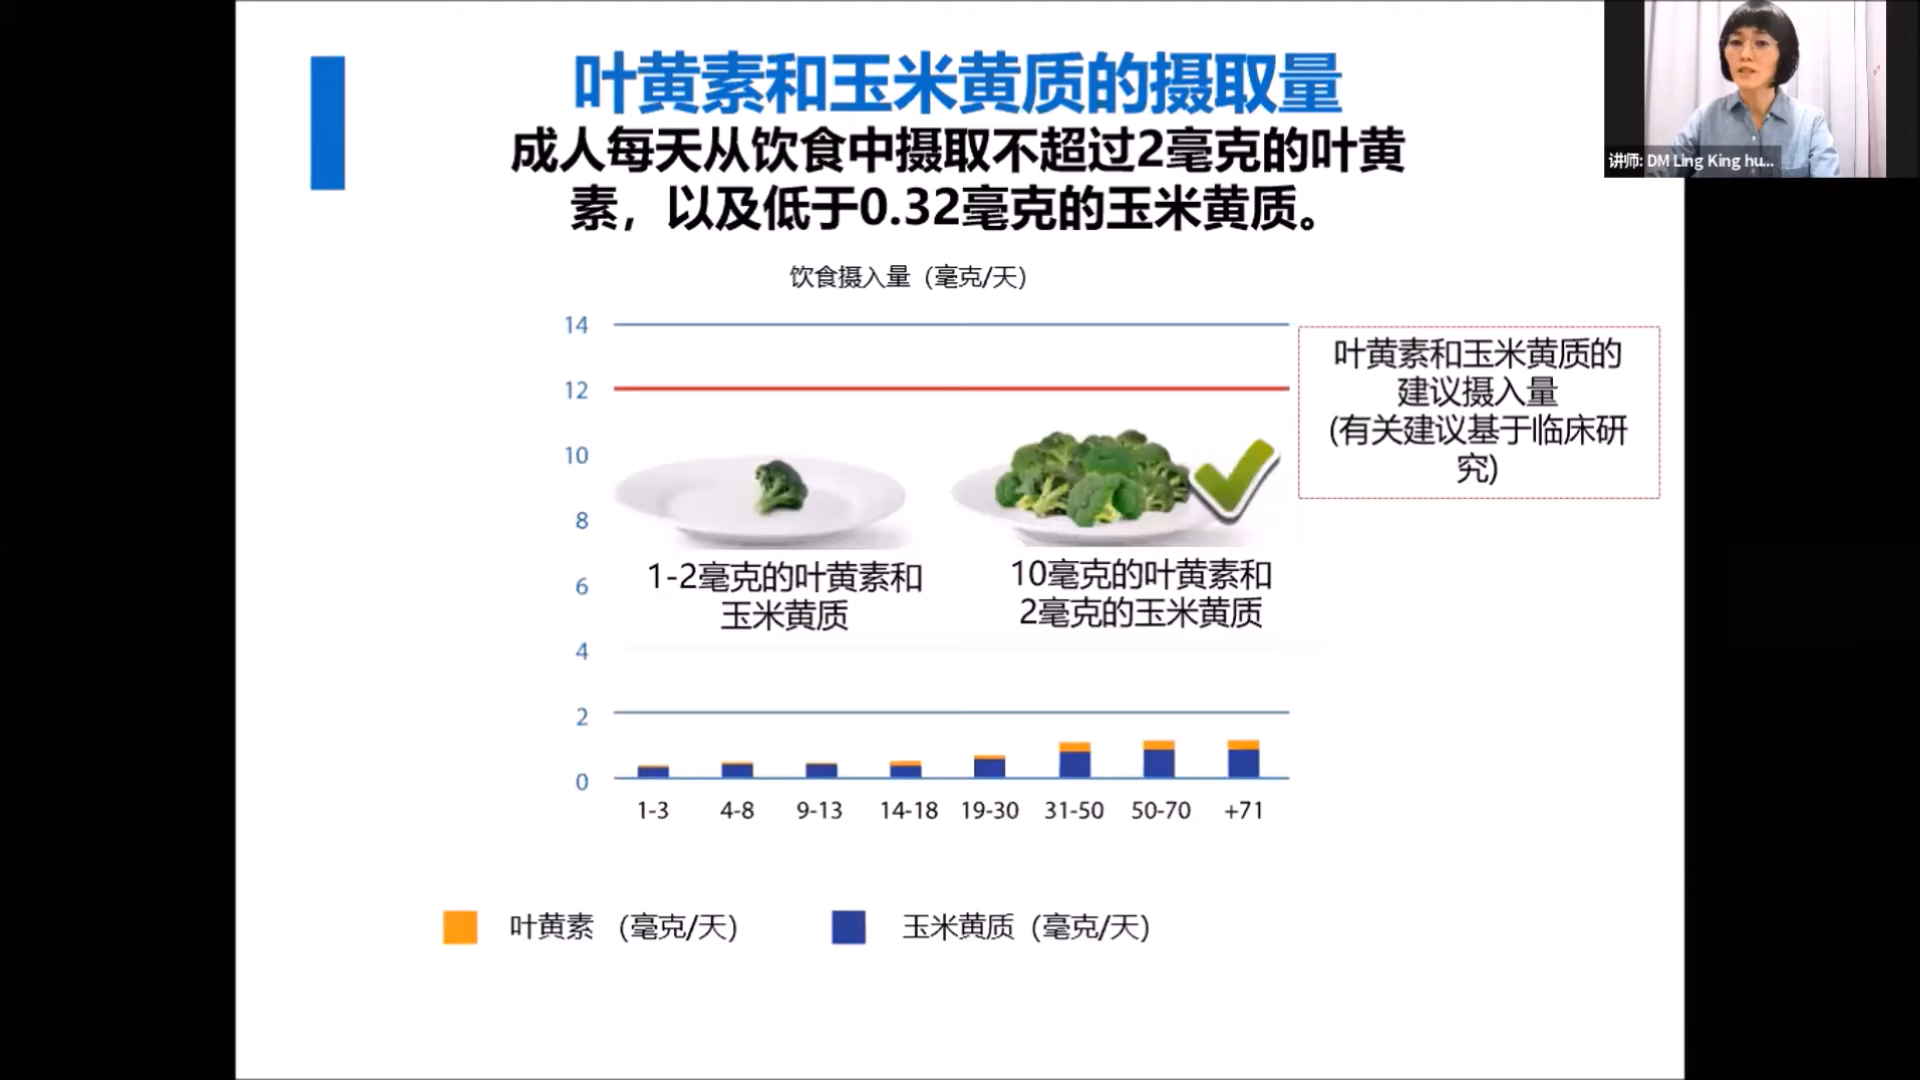 叶黄素和玉米黄质的摄取量
成人每天从饮食中摄取不超过2毫克的叶黄
素，以及低于0.32毫克的玉米黄质。
讲师: DM Ling King hu...
饮食摄入量（毫克/天）
14
12
10
8
6
4
2
0
叶黄素和玉米黄质的
建议摄入量
(有关建议基于临床研
究)
1-2毫克的叶黄素和
玉米黄质
10毫克的叶黄素和
2毫克的玉米黄质
1-3 4-8 9-13 14-18 19-30 31-50 50-70 +71
叶黄素 （毫克/天） 玉米黄质（毫克/天）